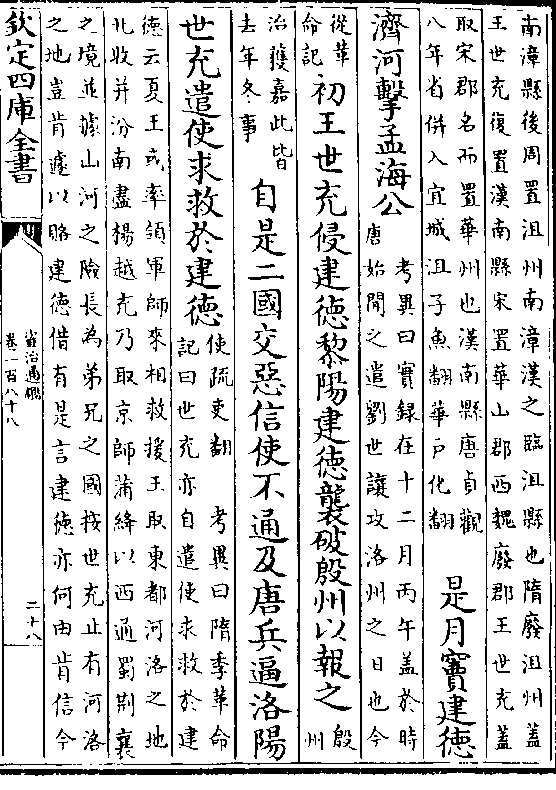 南漳縣後周置沮州南漳漢之臨沮縣也隋廢沮州蓋
王世充復置漢南縣宋置華山郡西魏廢郡王世充蓋
取宋郡名而置華州也漢南縣唐貞觀
八年省併入宜城沮子魚翻華戶化翻
是月竇建德
濟河擊孟海公
考異曰實録在十二月丙午蓋於時
唐始聞之遣劉世讓攻洛州之日也今
從革
命記
初王世充侵建徳黎陽建徳襲破殷州以報之
殷
州
治獲嘉此皆
去年冬事
自是二國交惡信使不通及唐兵逼洛陽
世充遣使求救於建徳
使疏吏翻 考異曰隋季革命
記曰世充亦自遣使求救於建
徳云夏王或率領軍師來相救援王取東都河洛之地
北收并汾南盡楊越充乃取京師蒲絳以西通蜀荆襄
之境並據山河之險長為弟兄之國按世充止有河洛
之地豈肯遽以賂建徳借有是言建徳亦何由肯信今
欽定四庫全書
資治通鑑
卷一百八十八
二十八